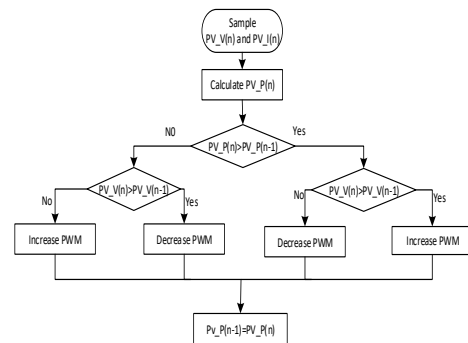 Sample
PV_V(n) and PV_I(n)
Calculate PV_P(n)
N0
Yes
PV_P(n)>PV_P(n-1)
PV_V(n)>PV_V(n-1)
PV_V(n)>PV_V(n-1)
No
Yes
No
Yes
Increase PWM
Decrease PWM
Decrease PWM
Increase PWM
Pv_P(n-1)=PV_P(n)